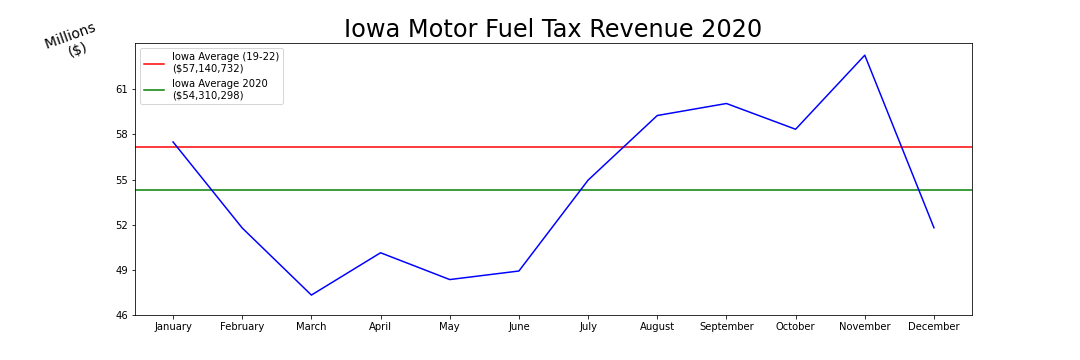 Iowa Motor Fuel Tax Revenue 2020
Millions
($)
Iowa Average (19-22)
($57,140,732)
Iowa Average 2020
($54,310,298)
61
58
55
52
49
46
January February March April May June July August September October November December